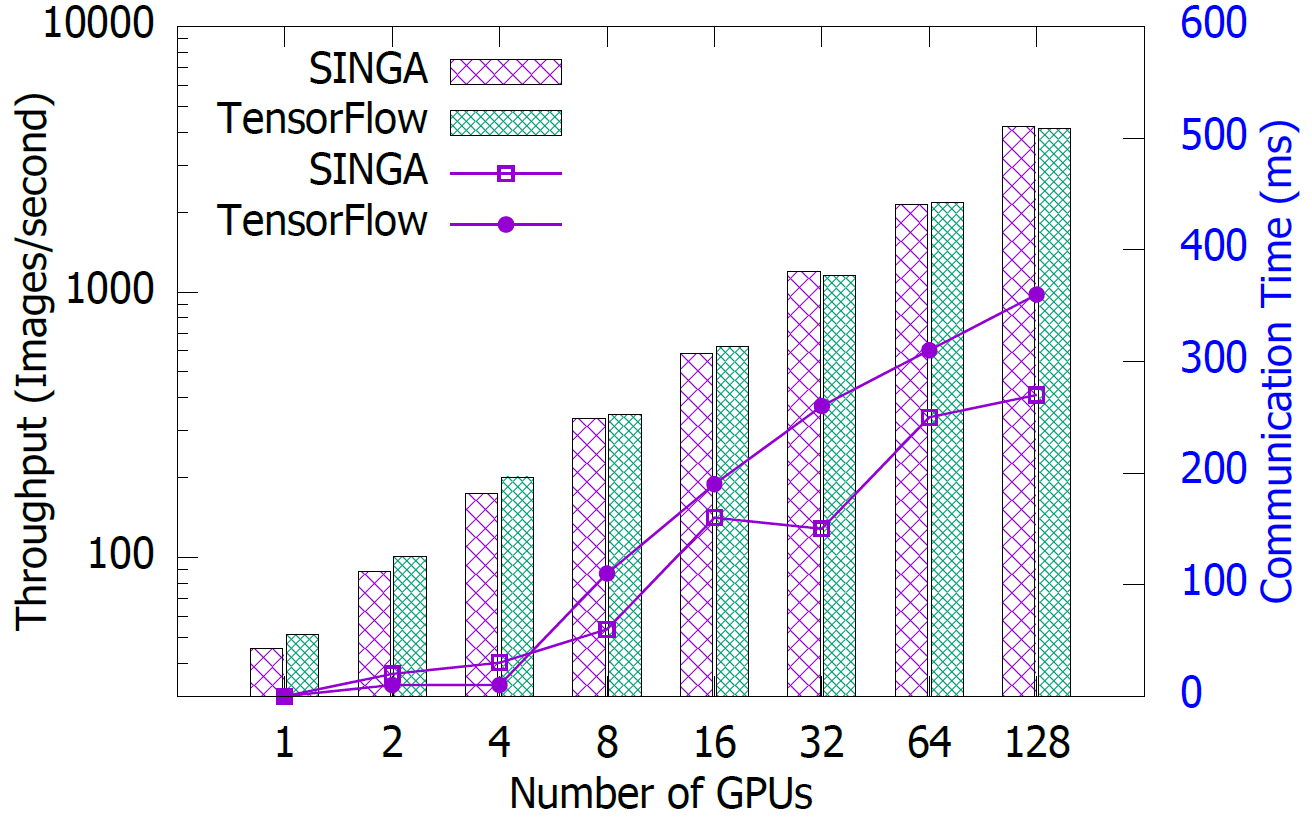 10000
1000
100
Throughput (Images/second)
SINGA
TensorFlow
SINGA
TensorFlow
600
500
400
300
200
100
0
Communication Time (ms)
1 2 4 8 16 32 64 128
Number of GPUs